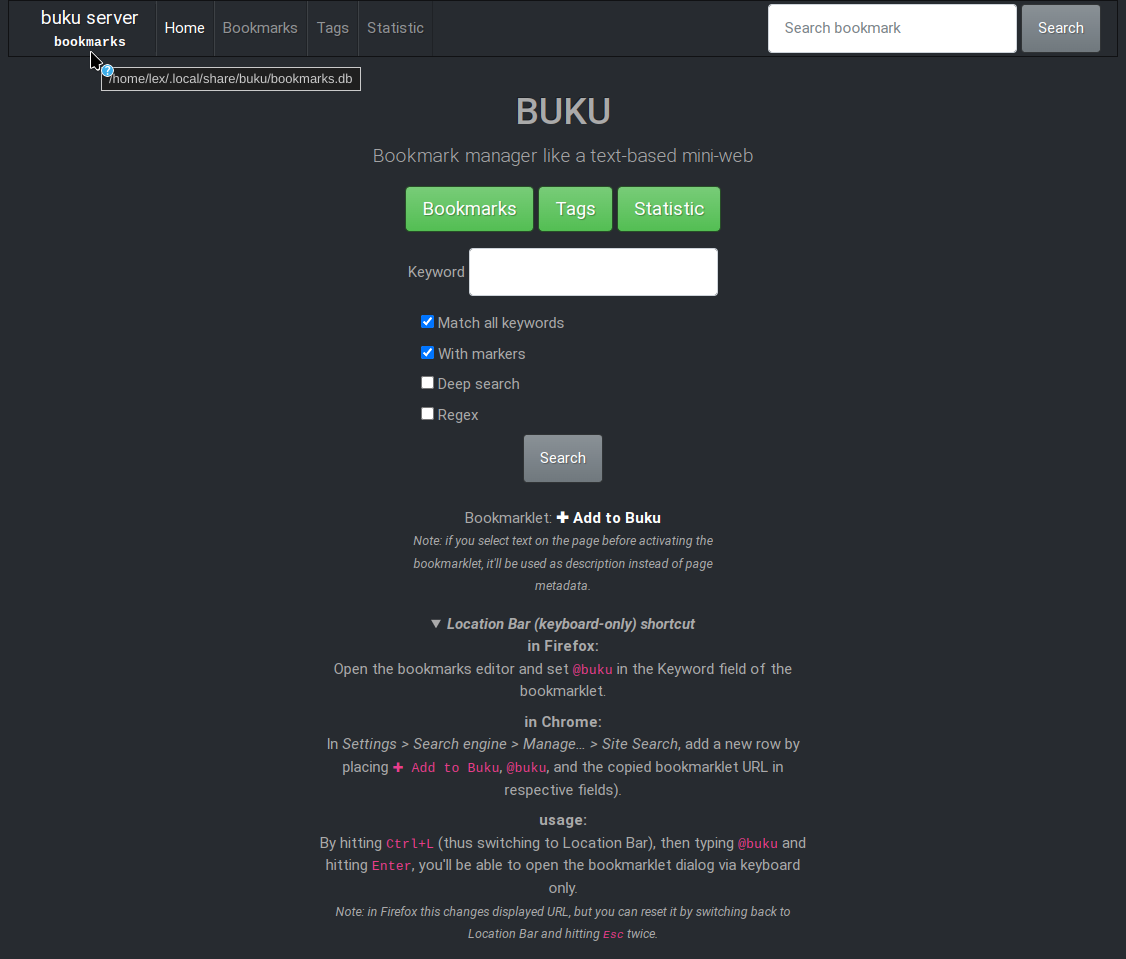 buku server
bookmarks
Home
Bookmarks
Tags
Statistic
Search bookmark
Search
?
/home/lex/.local/share/buku/bookmarks.db
BUKU
Bookmark manager like a text-based mini-web
Bookmarks
Tags
Statistic
Keyword
Match all keywords
With markers
Deep search
Regex
Search
Bookmarklet: ✚ Add to Buku
Note: if you select text on the page before activating the
bookmarklet, it'll be used as description instead of page
metadata.
▼ Location Bar (keyboard-only) shortcut
in Firefox:
Open the bookmarks editor and set @buku in the Keyword field of the
bookmarklet.
in Chrome:
In Settings > Search engine > Manage... > Site Search, add a new row by
placing ✚ Add to Buku, @buku, and the copied bookmarklet URL in
respective fields).
usage:
By hitting Ctrl+L (thus switching to Location Bar), then typing @buku and
hitting Enter, you'll be able to open the bookmarklet dialog via keyboard
only.
Note: in Firefox this changes displayed URL, but you can reset it by switching back to
Location Bar and hitting Esc twice.